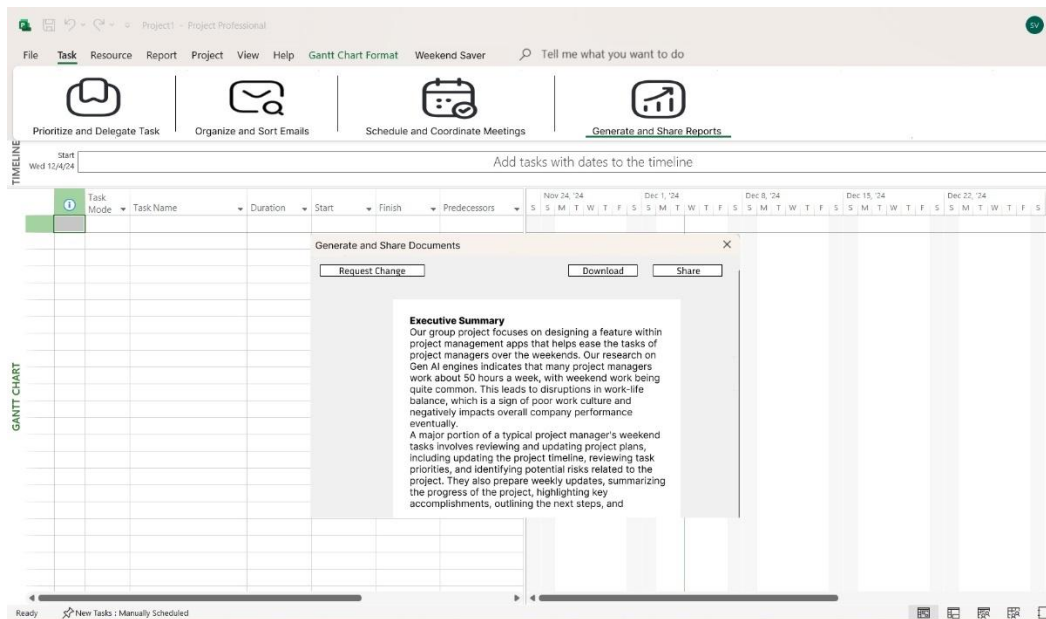 Project1 - Project Professional
SV
File Task Resource Report Project View Help Gantt Chart Format Weekend Saver Tell me what you want to do
Prioritize and Delegate Task Organize and Sort Emails Schedule and Coordinate Meetings Generate and Share Reports
TIMELINE
Start
Wed 12/4/24
Add tasks with dates to the timeline
Task
Mode Task Name Duration Start Finish Predecessors
Nov 24, '24 Dec 1, '24 Dec 8, '24 Dec 15, '24 Dec 22, '24
S S M T W T F S S M T W T F S S M T W T F S S M T W T F S S M T W T F S
GANTT CHART
Generate and Share Documents
Request Change Download Share
Executive Summary
Our group project focuses on designing a feature within
project management apps that helps ease the tasks of
project managers over the weekends. Our research on
Gen AI engines indicates that many project managers
work about 50 hours a week, with weekend work being
quite common. This leads to disruptions in work-life
balance, which is a sign of poor work culture and
negatively impacts overall company performance
eventually.
A major portion of a typical project manager's weekend
tasks involves reviewing and updating project plans,
including updating the project timeline, reviewing task
priorities, and identifying potential risks related to the
project. They also prepare weekly updates, summarizing
the progress of the project, highlighting key
accomplishments, outlining the next steps, and
Ready New Tasks : Manually Scheduled